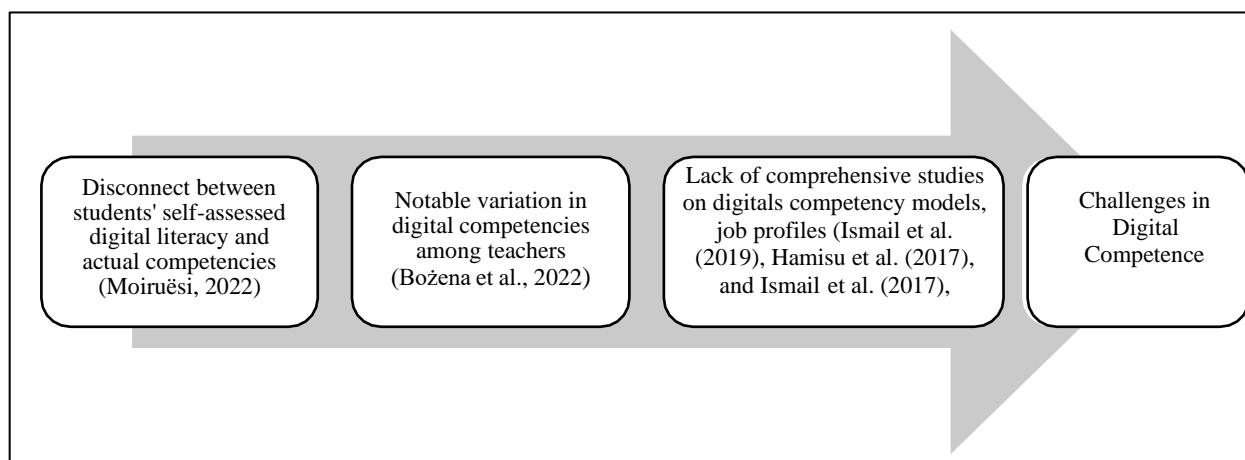 Disconnect between
students' self-assessed
digital literacy and
actual competencies
(Moiruësi, 2022)
Notable variation in
digital competencies
among teachers
(Bożena et al., 2022)
Lack of comprehensive studies
on digitals competency models,
job profiles (Ismail et al.
(2019), Hamisu et al. (2017),
and Ismail et al. (2017),
Challenges in
Digital
Competence